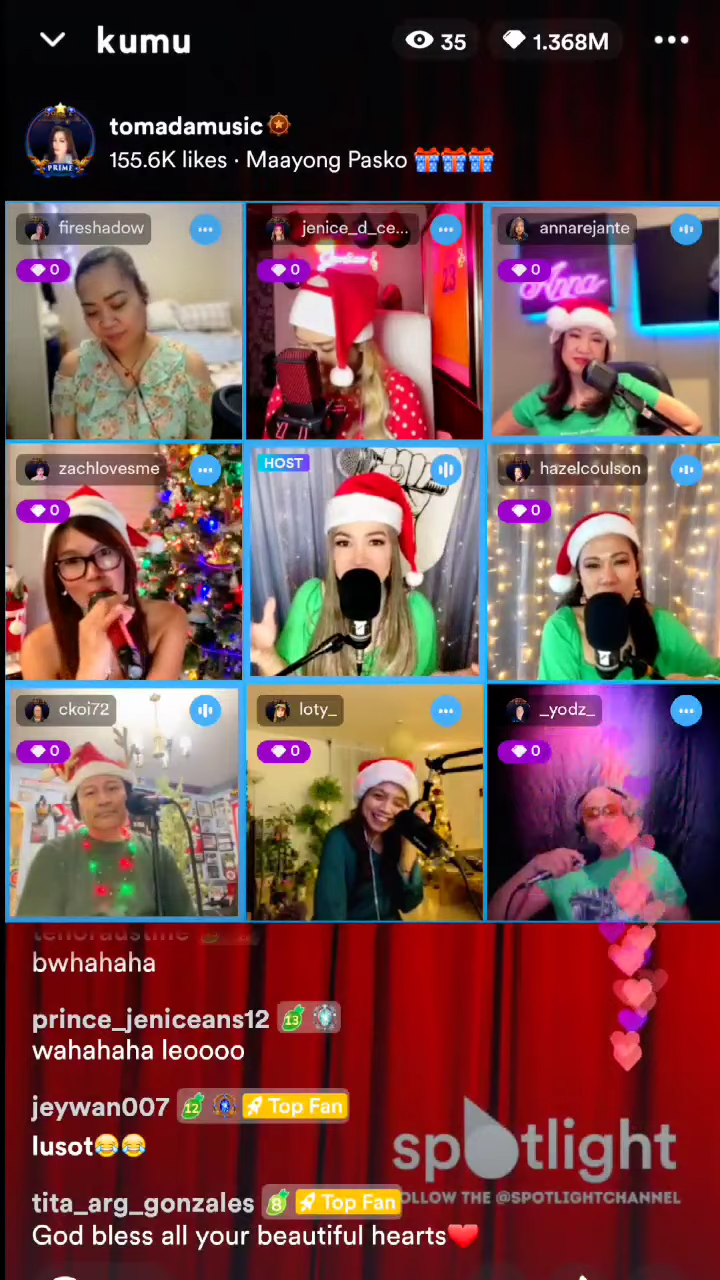 kumu
35
1.368M
tomadamusic
155.6K likes · Maayong Pasko 🎁🎁🎁
PRIME
fireshadow
0
jenice_d_ce...
0
annarejante
0
Anna
zachlovesme
0
HOST
hazelcoulson
0
ckoi72
0
loty_
0
_yodz_
0
bwhahaha
prince_jeniceans12 13
wahahaha leoooo
jeywan007 12 Top Fan
lusot😂😂
spotlight
FOLLOW THE @SPOTLIGHTCHANNEL
tita_arg_gonzales 8 Top Fan
God bless all your beautiful hearts❤️